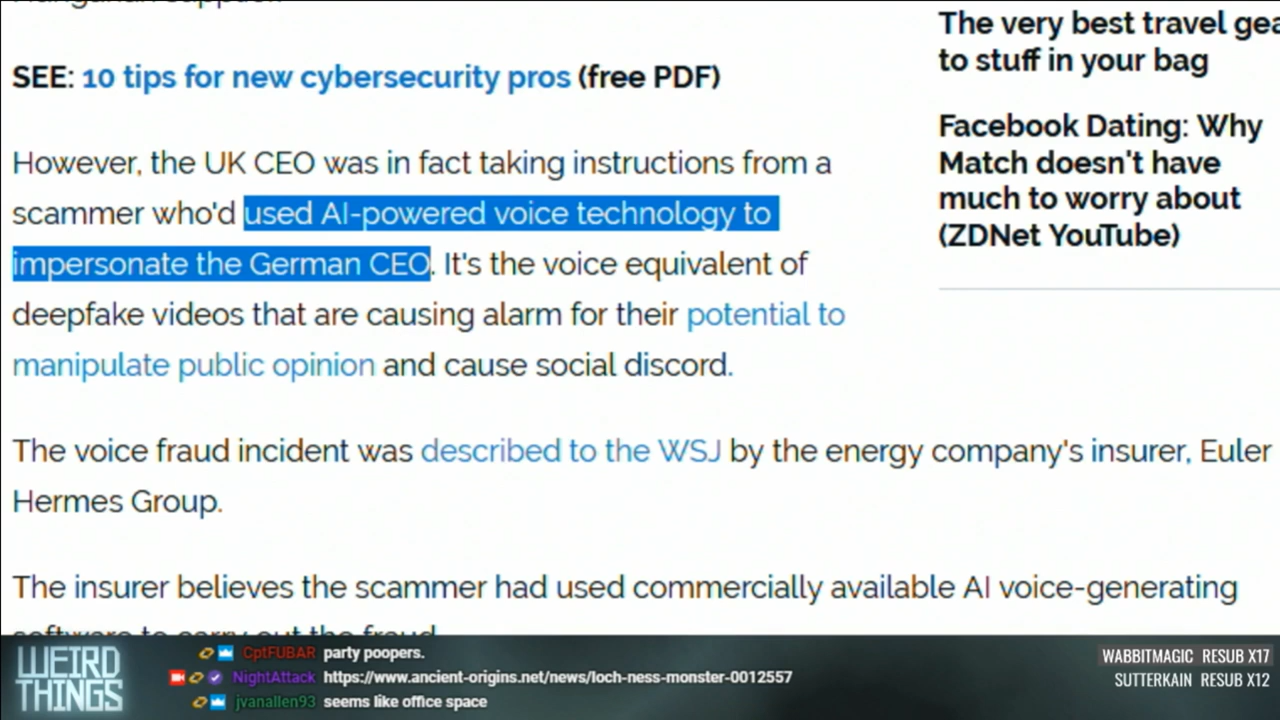 SEE: 10 tips for new cybersecurity pros (free PDF)
However, the UK CEO was in fact taking instructions from a
scammer who'd used AI-powered voice technology to
impersonate the German CEO. It's the voice equivalent of
deepfake videos that are causing alarm for their potential to
manipulate public opinion and cause social discord.
The voice fraud incident was described to the WSJ by the energy company's insurer, Euler
Hermes Group.
The insurer believes the scammer had used commercially available AI voice-generating
software to carry out the fraud.
The very best travel gea
to stuff in your bag
Facebook Dating: Why
Match doesn't have
much to worry about
(ZDNet YouTube)
WEIRD
THINGS
CptFUBAR party poopers.
NightAttack https://www.ancient-origins.net/news/loch-ness-monster-0012557
jvanallen93 seems like office space
WABBITMAGIC RESUB X17
SUTTERKAIN RESUB X12